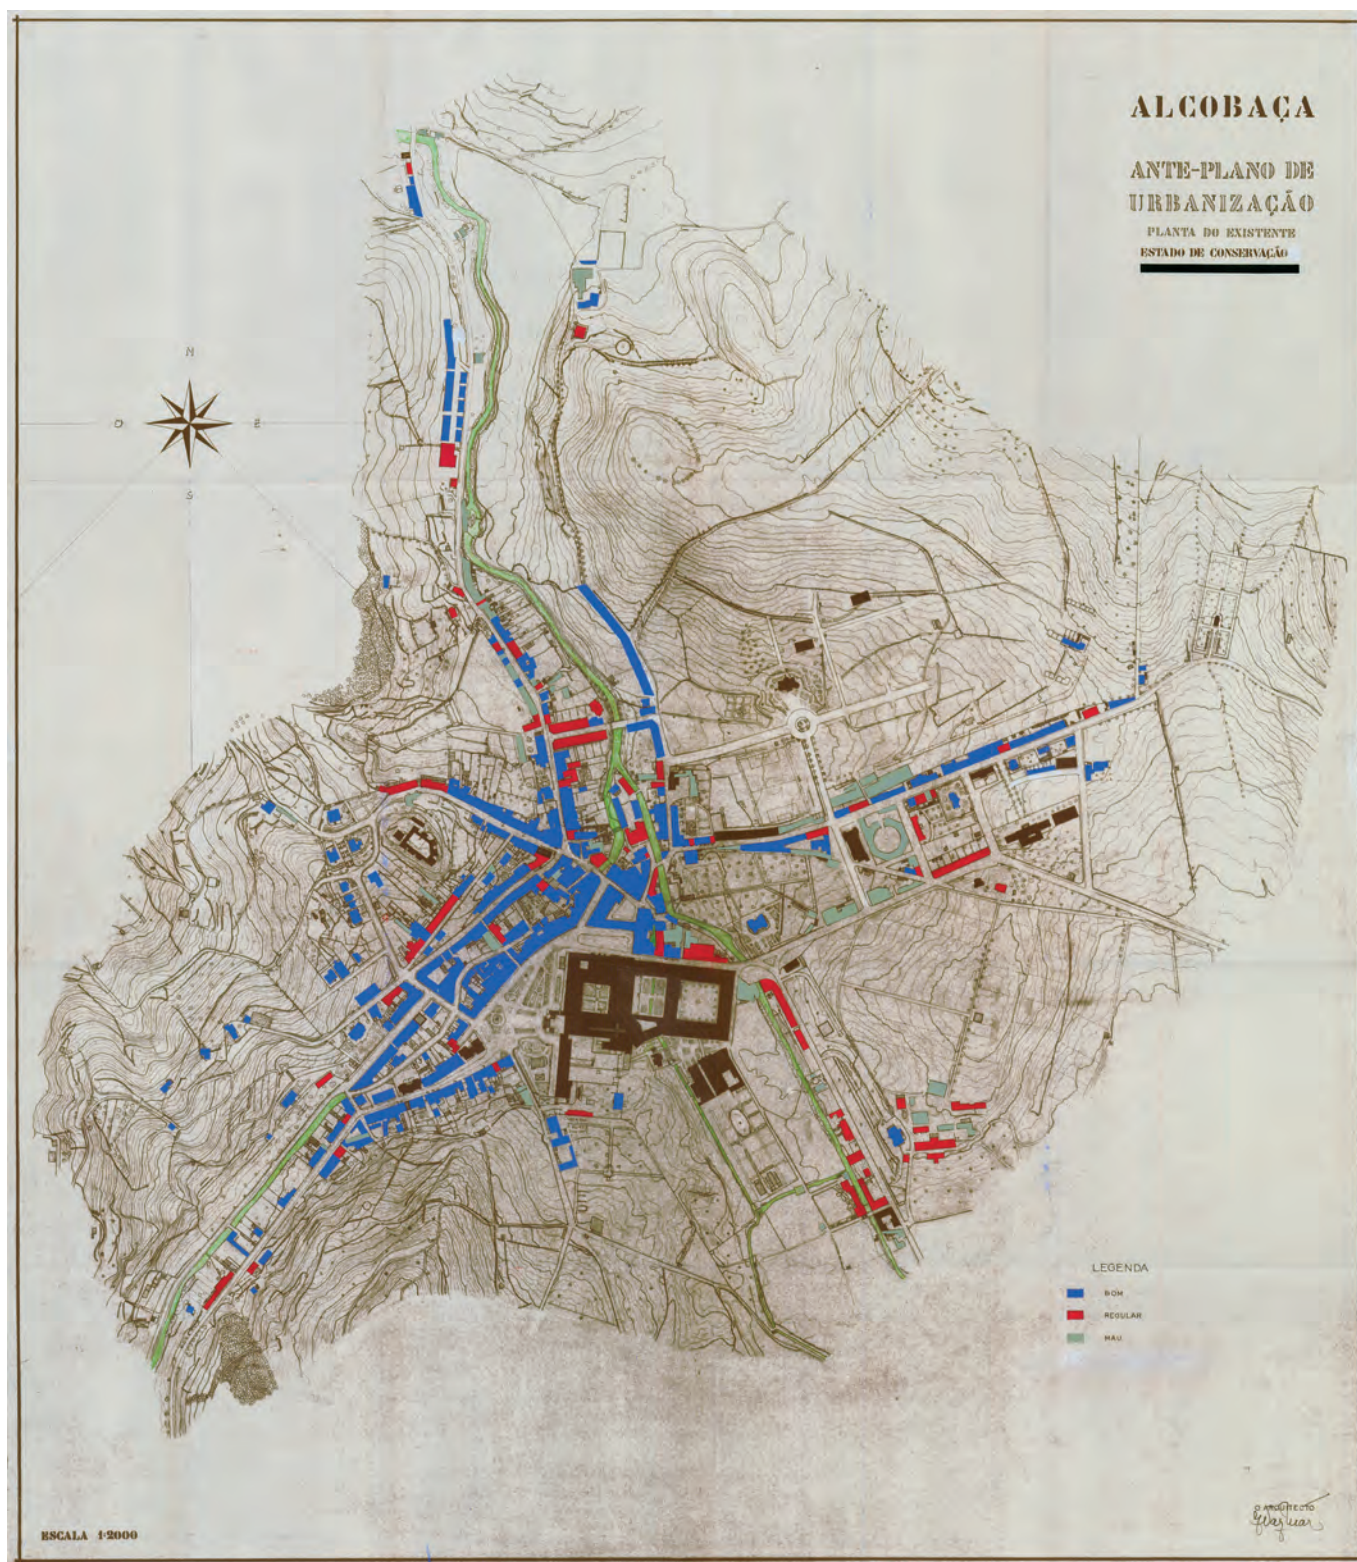 ALCOBAÇA
ANTE-PLANO DE
URBANIZAÇÃO
PLANTA DO EXISTENTE
ESTADO DE CONSERVAÇÃO
N
O
E
S
LEGENDA
BOM
REGULAR
MAU
O ARQUITECTO
ESCALA 1:2000